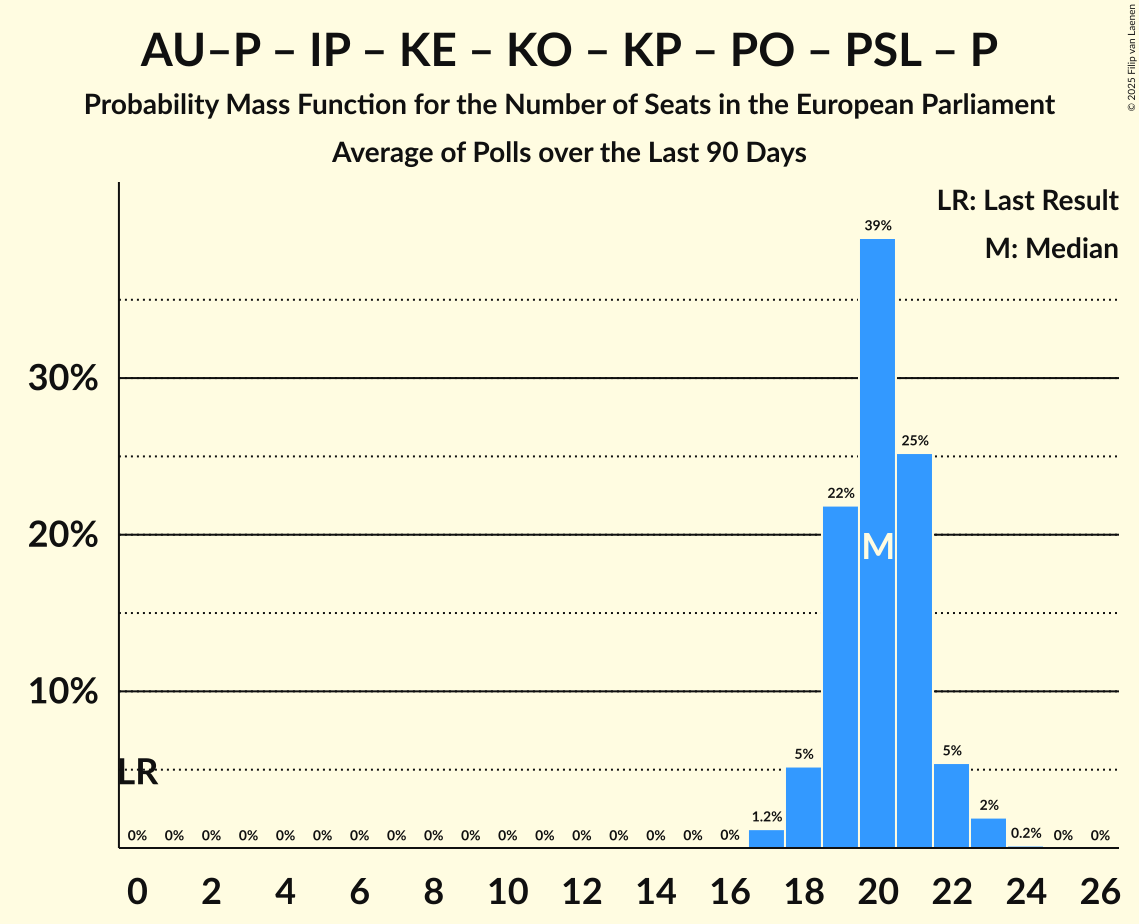 AU–P – IP – KE – KO – KP – PO – PSL – P
Probability Mass Function for the Number of Seats in the European Parliament
Average of Polls over the Last 90 Days
© 2025 Filip van Laenen
LR: Last Result
M: Median
39%
30%
25%
22%
20%
M
10%
LR
5%
5%
2%
1.2%
0.2%
0% 0% 0% 0% 0% 0% 0% 0% 0% 0% 0% 0% 0% 0% 0% 0% 0% 0% 0%
0 2 4 6 8 10 12 14 16 18 20 22 24 26